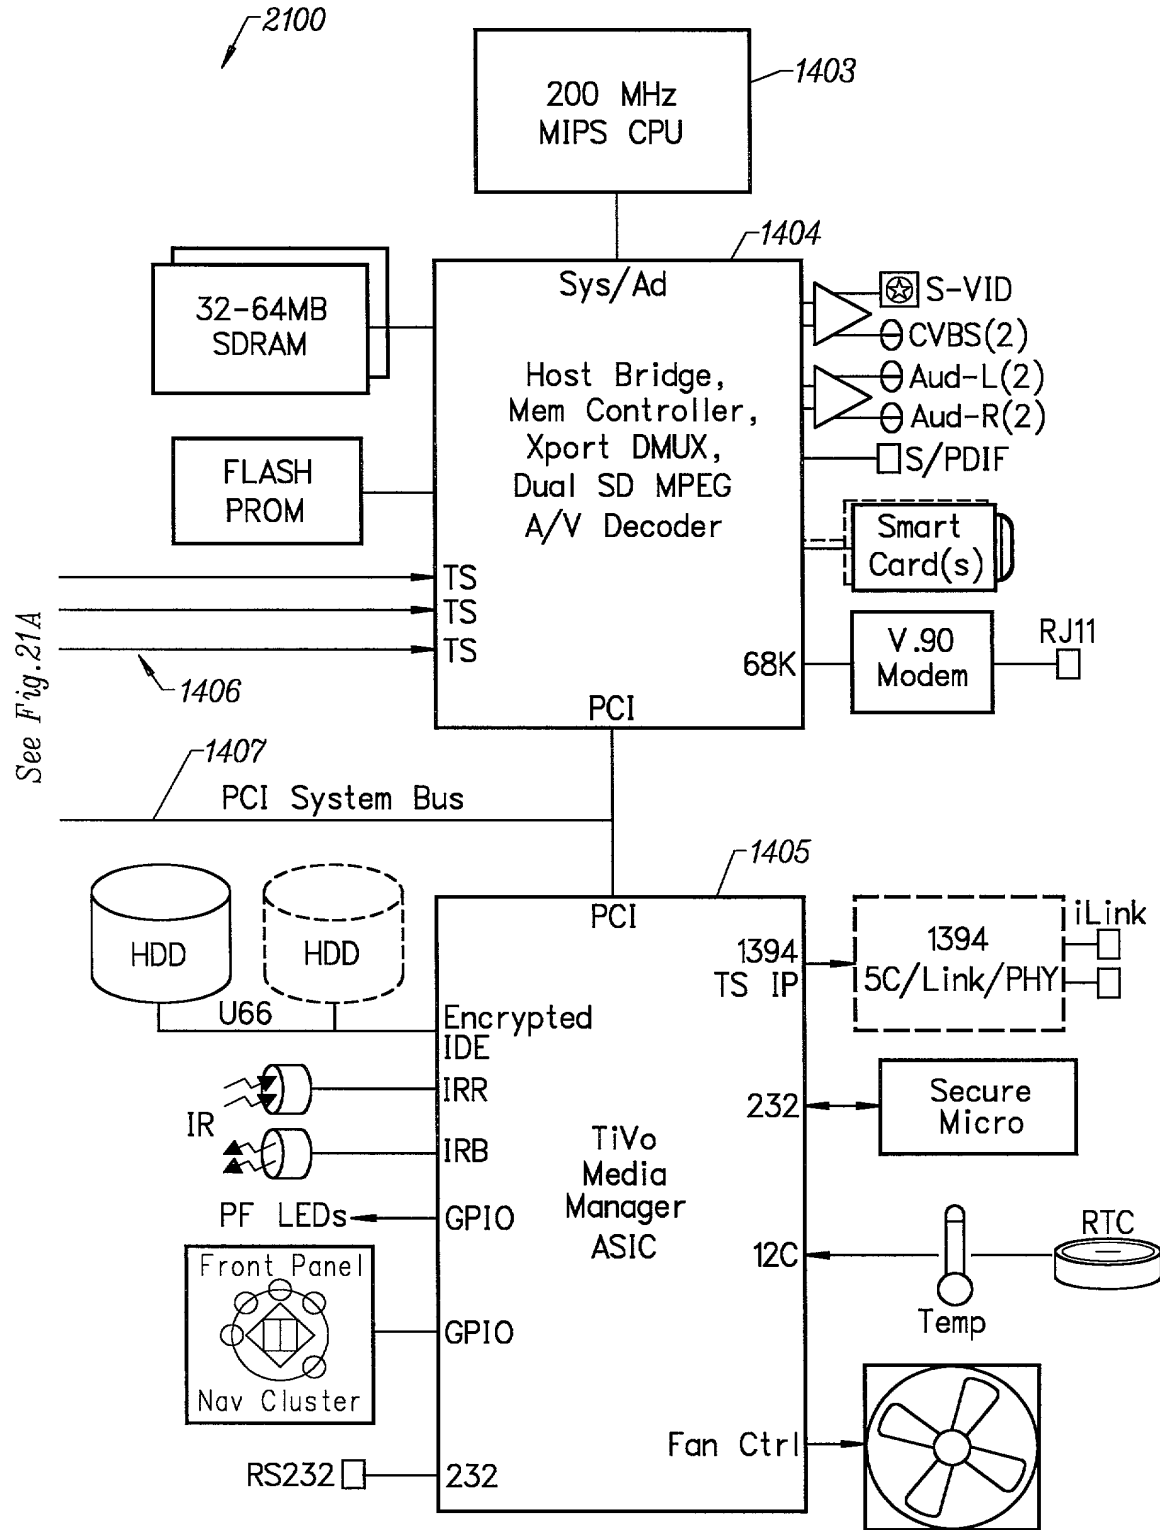 2100
200 MHz
MIPS CPU
1403
1404
32-64MB
SDRAM
Sys/Ad
S-VID
CVBS(2)
Host Bridge,
Mem Controller,
Xport DMUX,
Dual SD MPEG
A/V Decoder
Aud-L(2)
Aud-R(2)
S/PDIF
FLASH
PROM
Smart
Card(s)
TS
TS
TS
See Fig.21A
1406
68K
V.90
Modem
RJ11
PCI
1407
PCI System Bus
1405
HDD
HDD
PCI
1394
TS IP
1394
5C/Link/PHY
iLink
U66
Encrypted
IDE
IR
IRR
IRB
232
Secure
Micro
TiVo
Media
Manager
ASIC
PF LEDs
GPIO
12C
Temp
RTC
Front Panel
Nav Cluster
GPIO
Fan Ctrl
RS232
232